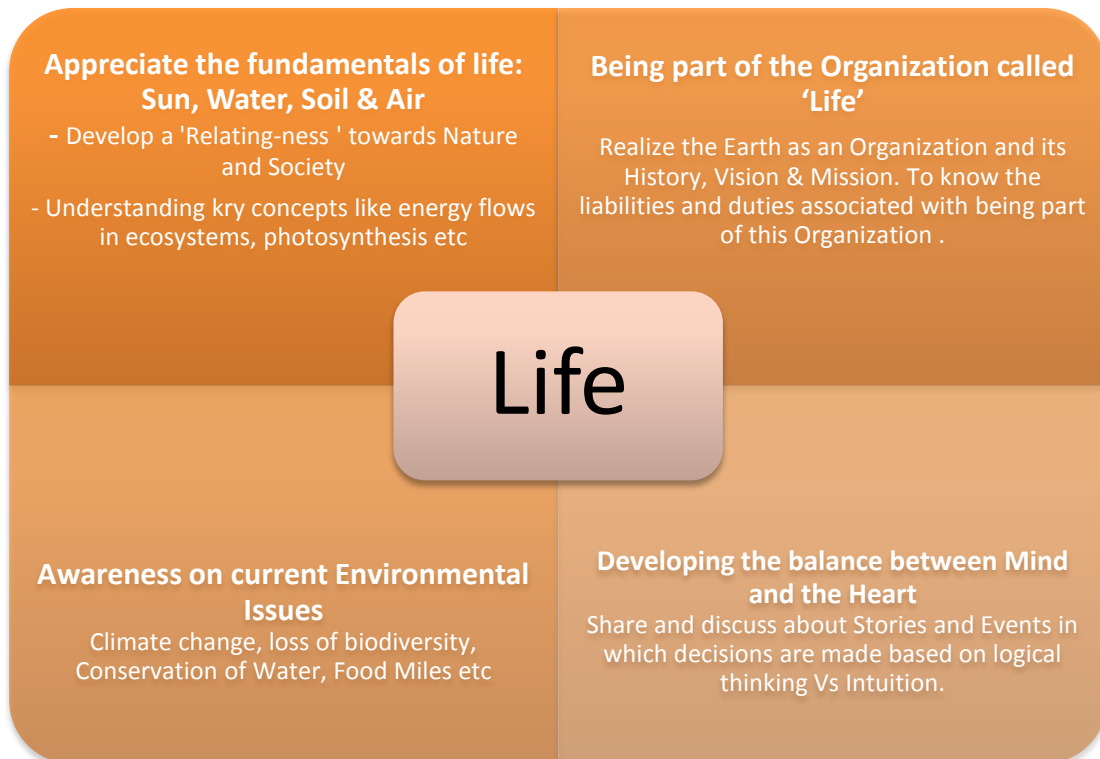 Appreciate the fundamentals of life:
Sun, Water, Soil & Air
- Develop a 'Relating-ness ' towards Nature
and Society
- Understanding kry concepts like energy flows
in ecosystems, photosynthesis etc
Being part of the Organization called
‘Life’
Realize the Earth as an Organization and its
History, Vision & Mission. To know the
liabilities and duties associated with being part
of this Organization .
Life
Awareness on current Environmental
Issues
Climate change, loss of biodiversity,
Conservation of Water, Food Miles etc
Developing the balance between Mind
and the Heart
Share and discuss about Stories and Events in
which decisions are made based on logical
thinking Vs Intuition.